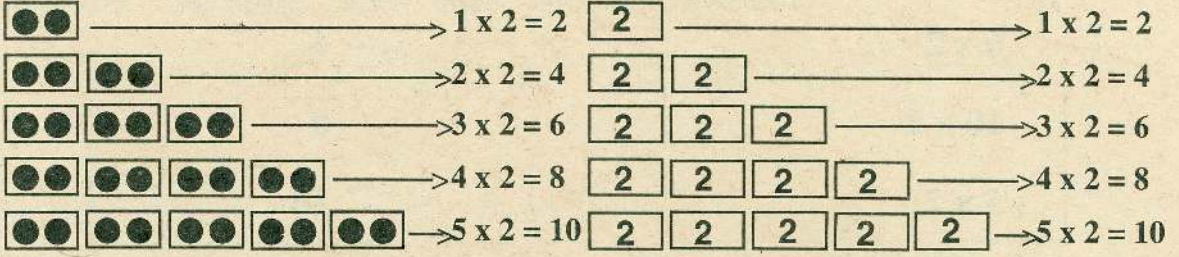 1 x 2 = 2 2 1 x 2 = 2
2 x 2 = 4 2 2 2 x 2 = 4
3 x 2 = 6 2 2 2 3 x 2 = 6
4 x 2 = 8 2 2 2 2 4 x 2 = 8
5 x 2 = 10 2 2 2 2 2 5 x 2 = 10